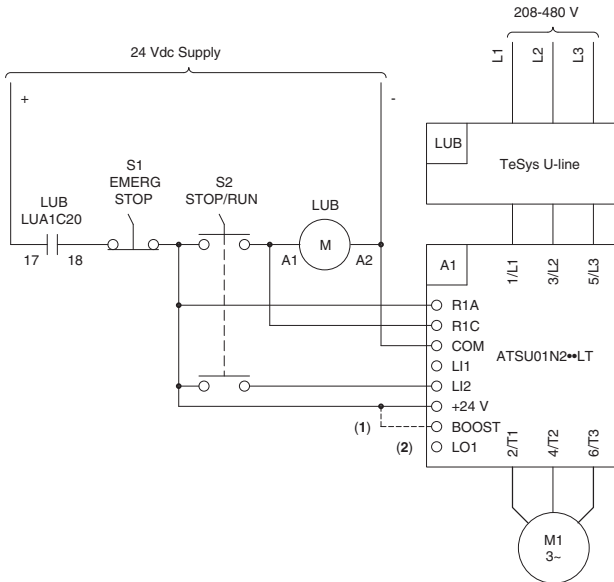 208-480 V
L1
L2
L3
24 Vdc Supply
+
-
LUB
TeSys U-line
S1
EMERG
STOP
S2
STOP/RUN
LUB
LUB
LUA1C20
17
18
A1
M
A2
A1
1/L1
3/L2
5/L3
R1A
R1C
COM
LI1
ATSU01N2••LT
LI2
+24 V
(1)
BOOST
(2)
LO1
2/T1
4/T2
6/T3
M1
3~